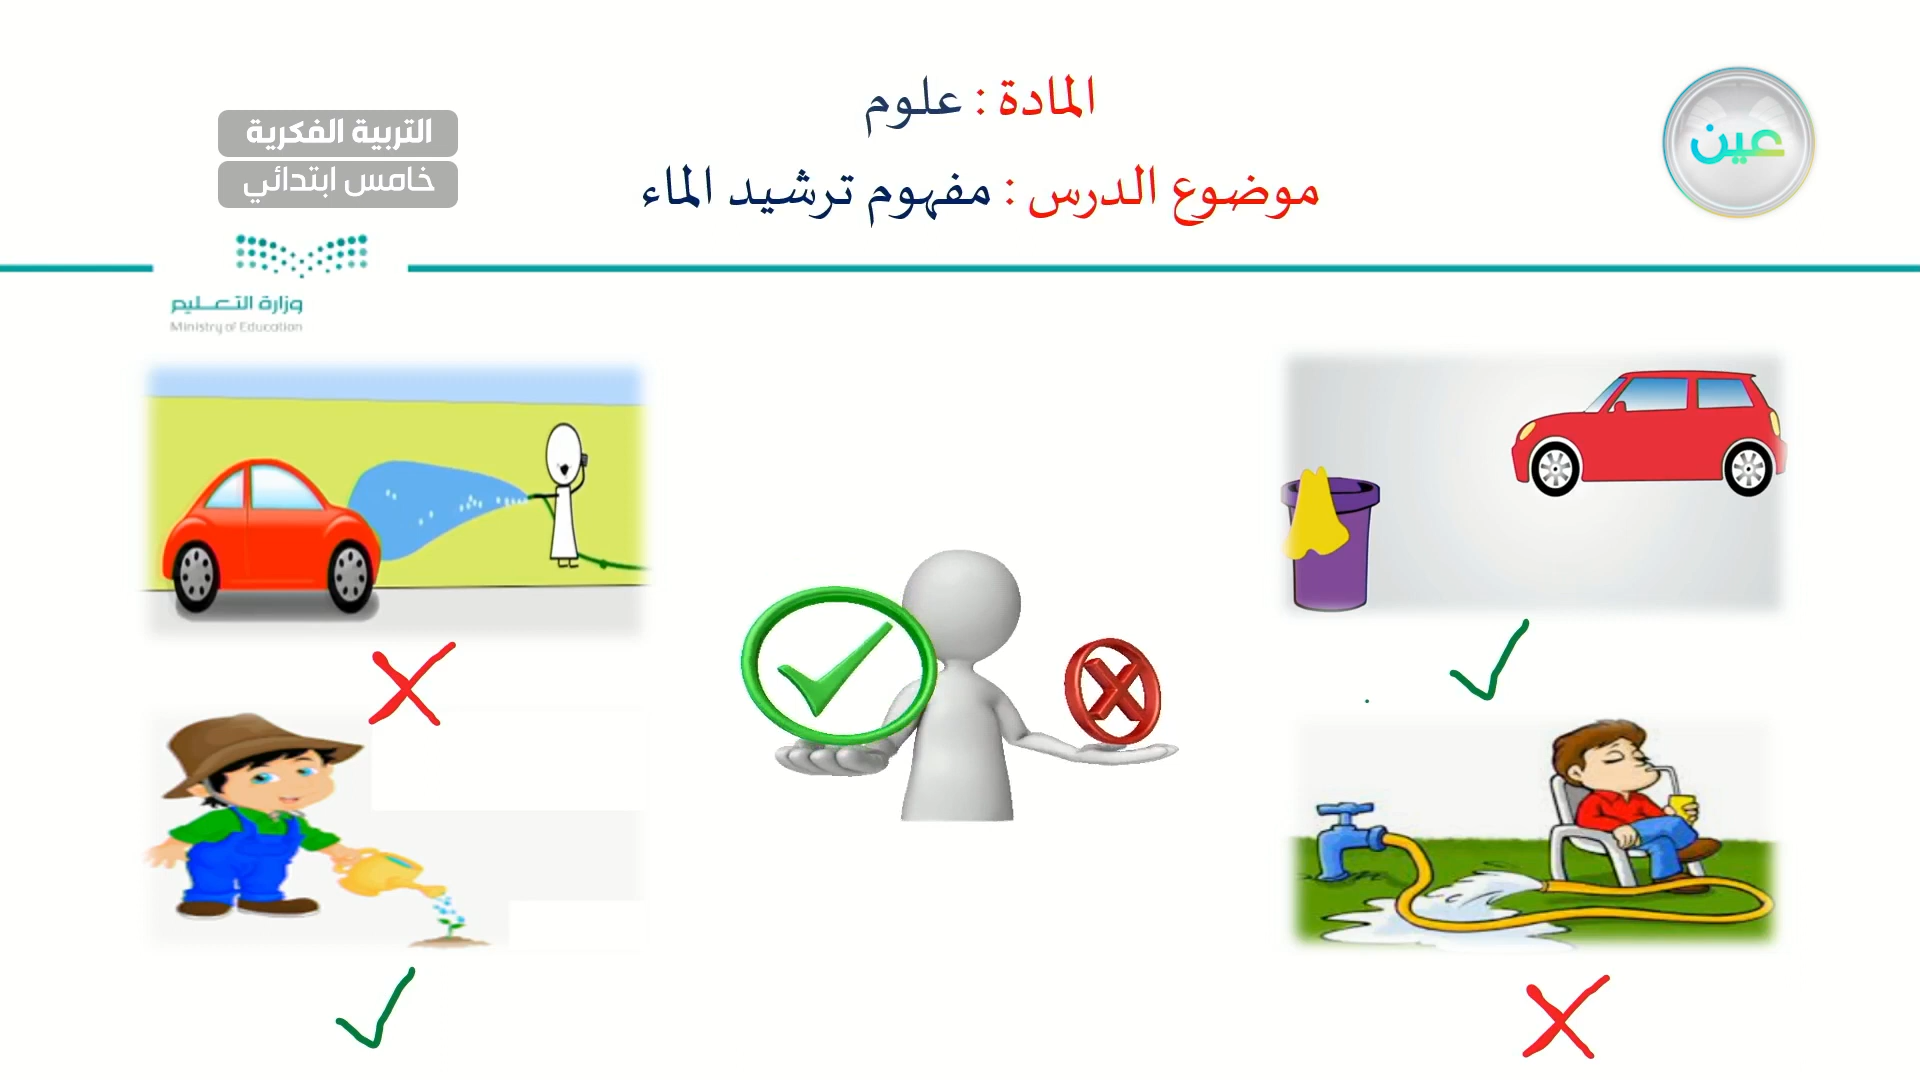 المادة : علوم
موضوع الدرس : مفهوم ترشيد الماء
عين
التربية الفكرية
خامس ابتدائي
وزارة التعليم
Ministry of Education